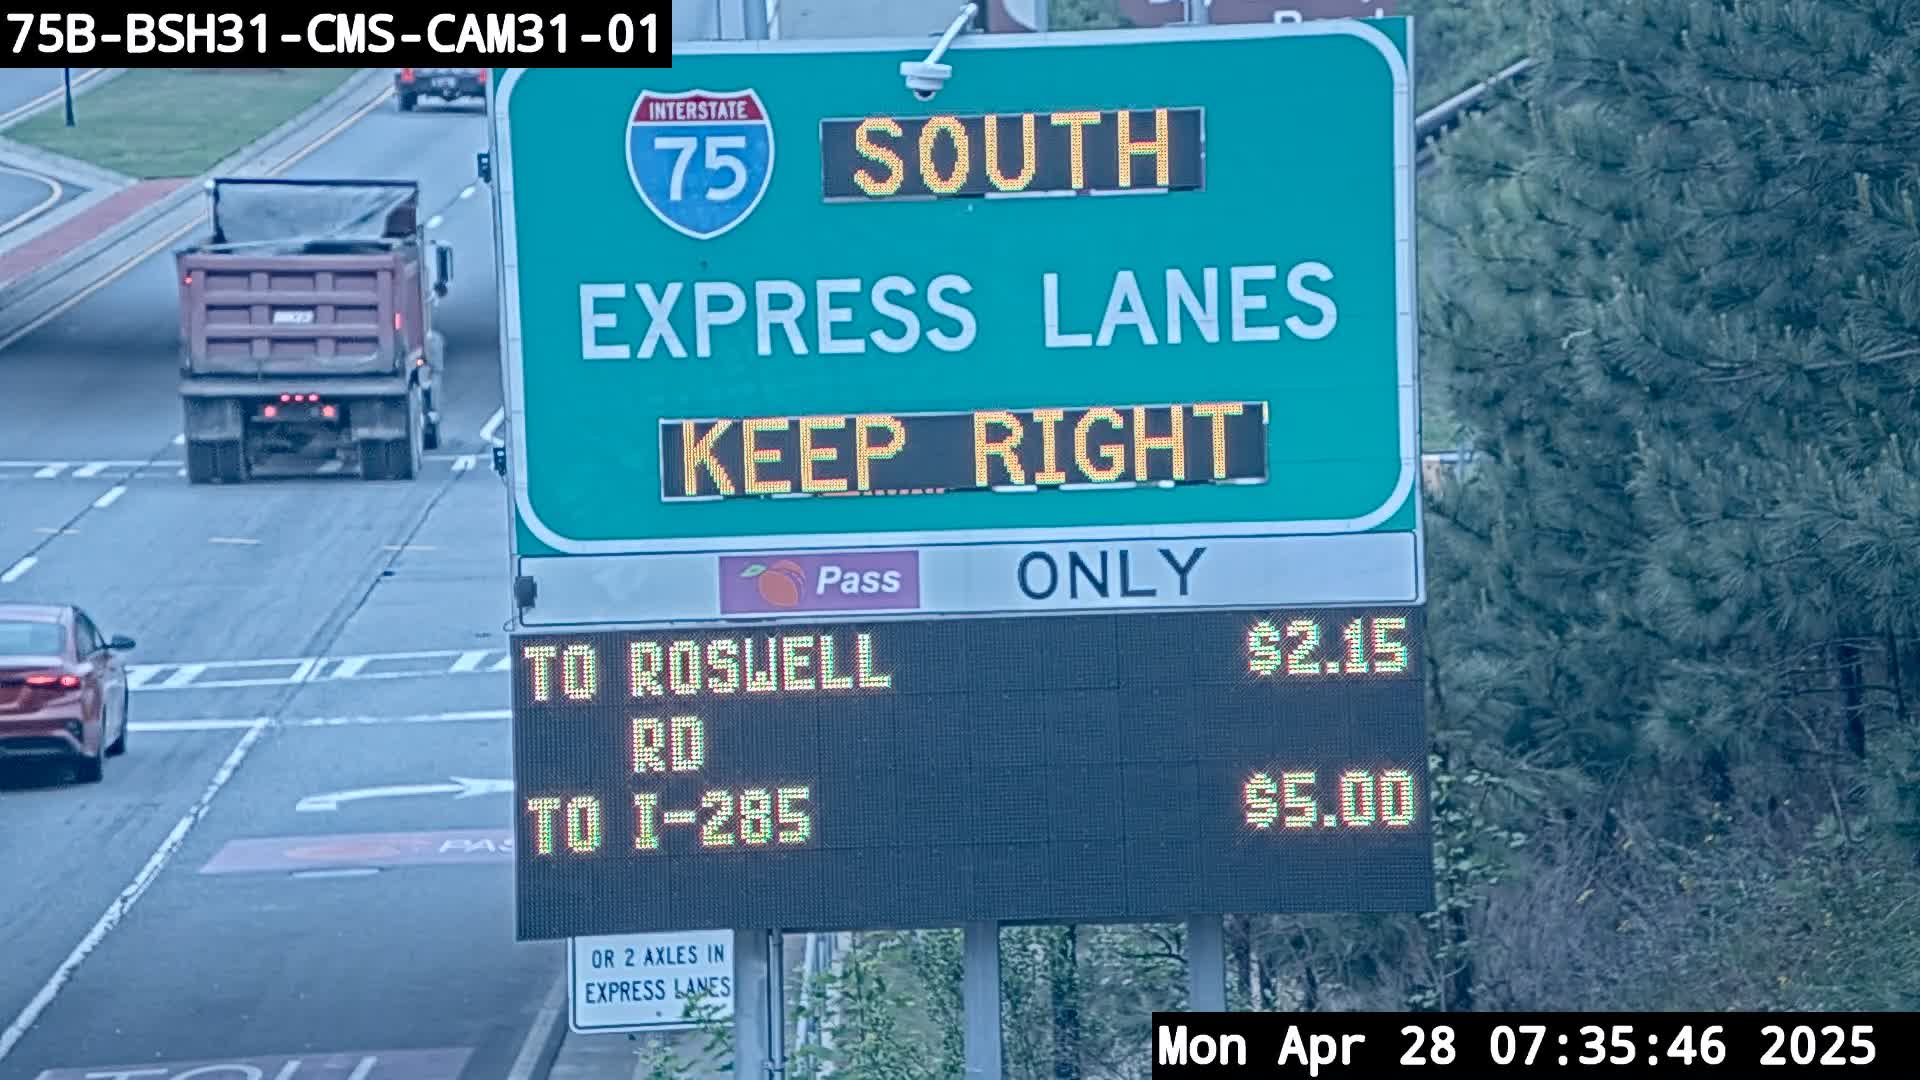 75B-BSH31-CMS-CAM31-01
INTERSTATE
75
SOUTH
EXPRESS LANES
KEEP RIGHT
Pass ONLY
TO ROSWELL $2.15
RD
TO I-285 $5.00
OR 2 AXLES IN
EXPRESS LANES
TOLL
Mon Apr 28 07:35:46 2025